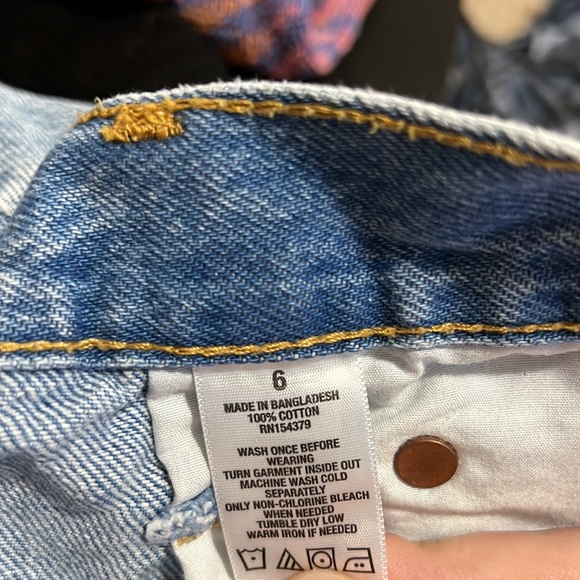 6
MADE IN BANGLADESH
100% COTTON
RN154379
WASH ONCE BEFORE
WEARING
TURN GARMENT INSIDE OUT
MACHINE WASH COLD
SEPARATELY
ONLY NON-CHLORINE BLEACH
WHEN NEEDED
TUMBLE DRY LOW
WARM IRON IF NEEDED